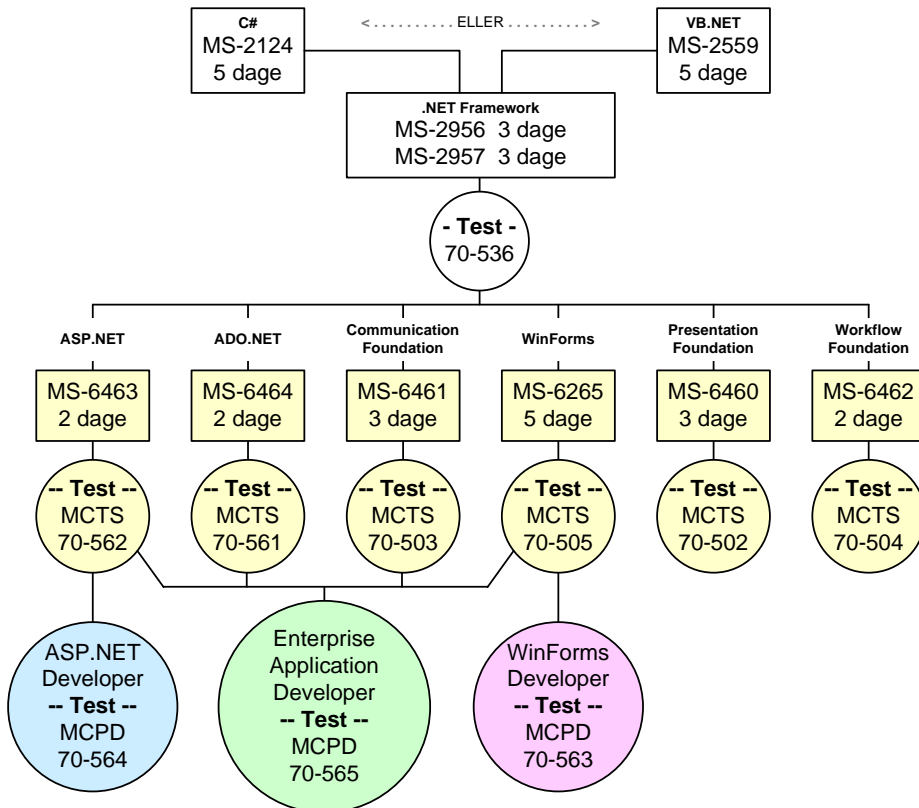 C#
MS-2124
5 dage
<. . . . . . . . . . ELLER . . . . . . . . . . >
VB.NET
MS-2559
5 dage
.NET Framework
MS-2956 3 dage
MS-2957 3 dage
- Test -
70-536
ASP.NET
ADO.NET
Communication
Foundation
WinForms
Presentation
Foundation
Workflow
Foundation
MS-6463
2 dage
MS-6464
2 dage
MS-6461
3 dage
MS-6265
5 dage
MS-6460
3 dage
MS-6462
2 dage
-- Test --
MCTS
70-562
-- Test --
MCTS
70-561
-- Test --
MCTS
70-503
-- Test --
MCTS
70-505
-- Test --
MCTS
70-502
-- Test --
MCTS
70-504
ASP.NET
Developer
-- Test --
MCPD
70-564
Enterprise
Application
Developer
-- Test --
MCPD
70-565
WinForms
Developer
-- Test --
MCPD
70-563